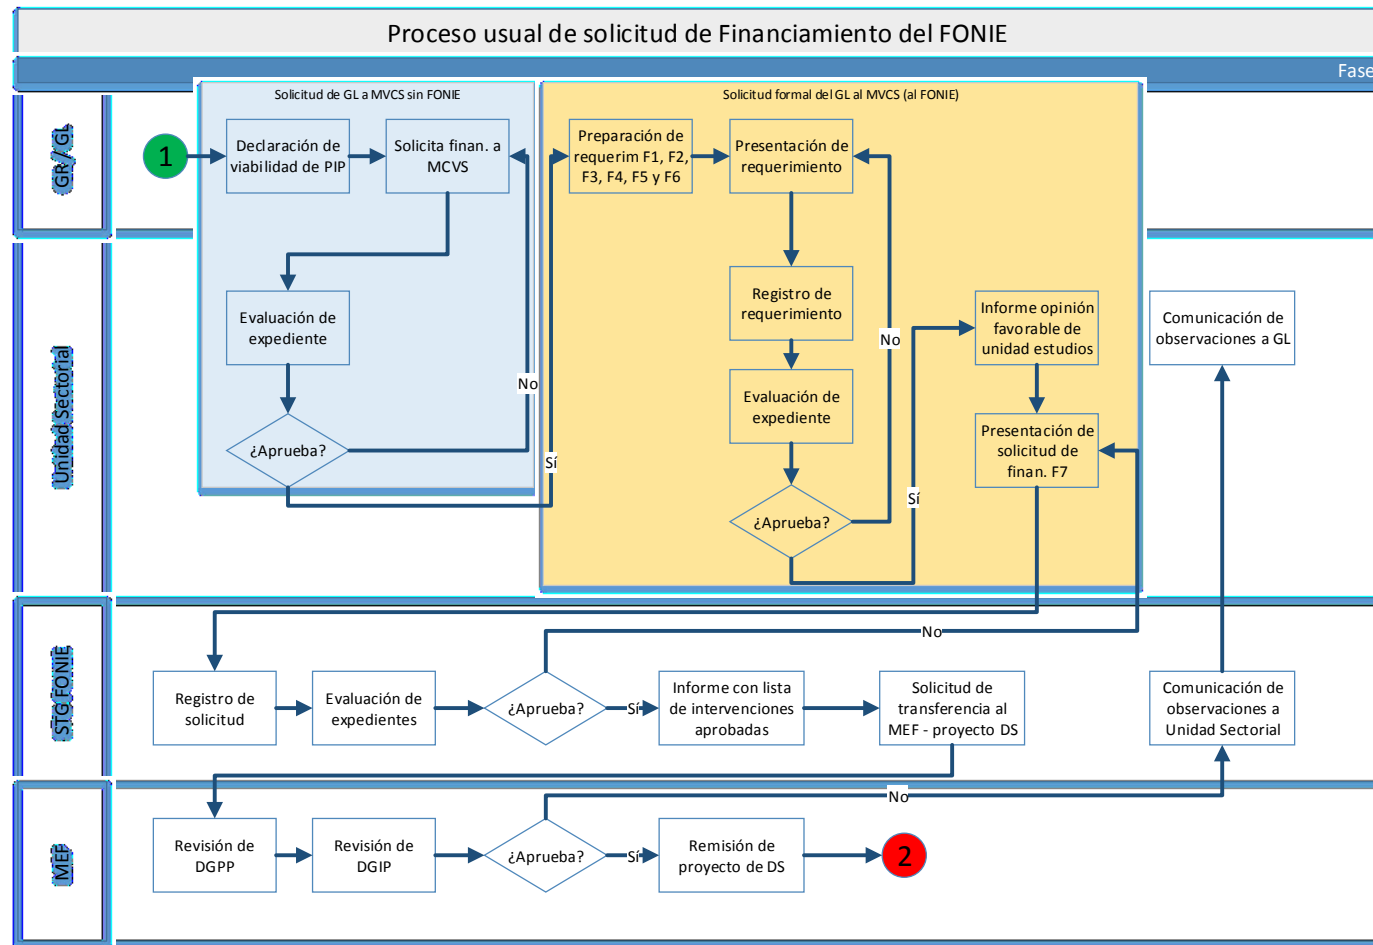 Proceso usual de solicitud de Financiamiento del FONIE
Fase
GR / GL
Solicitud de GL a MVCS sin FONIE
Solicitud formal del GL al MVCS (al FONIE)
1
Declaración de
viabilidad de PIP
Solicita finan. a
MCVS
Preparación de
requerim F1, F2,
F3, F4, F5 y F6
Presentación de
requerimiento
Unidad Sectorial
Evaluación de
expediente
¿Aprueba?
No
Sí
Registro de
requerimiento
Evaluación de
expediente
¿Aprueba?
No
Sí
Informe opinión
favorable de
unidad estudios
Presentación de
solicitud de
finan. F7
Comunicación de
observaciones a GL
STG FONIE
Registro de
solicitud
Evaluación de
expedientes
¿Aprueba?
No
Sí
Informe con lista
de intervenciones
aprobadas
Solicitud de
transferencia al
MEF - proyecto DS
Comunicación de
observaciones a
Unidad Sectorial
MEF
Revisión de
DGPP
Revisión de
DGIP
¿Aprueba?
No
Sí
Remisión de
proyecto de DS
2